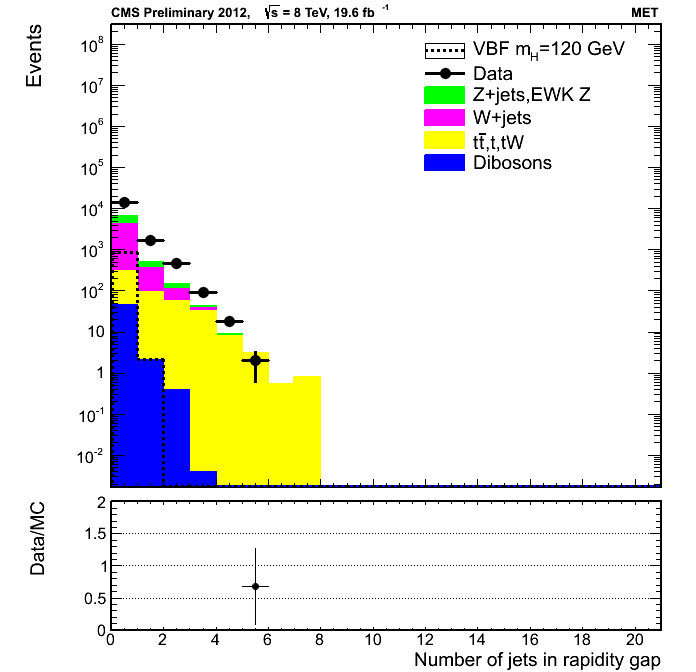 CMS Preliminary 2012, √s = 8 TeV, 19.6 fb⁻¹ MET
Events
10⁸
10⁷
10⁶
10⁵
10⁴
10³
10²
10
1
10⁻¹
10⁻²
VBF m_H=120 GeV
Data
Z+jets,EWK Z
W+jets
tt̄,t,tW
Dibosons
Data/MC
2
1.5
1
0.5
0
0 2 4 6 8 10 12 14 16 18 20
Number of jets in rapidity gap